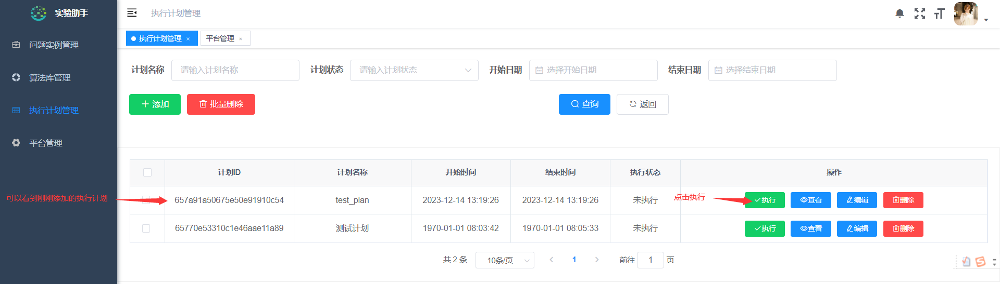 实验助手
执行计划管理
问题实例管理
算法库管理
执行计划管理
平台管理
执行计划管理 ×
平台管理 ×
计划名称 请输入计划名称 计划状态 请输入计划状态 开始日期 选择开始日期 结束日期 选择结束日期
添加 批量删除 查询 返回
计划ID 计划名称 开始时间 结束时间 执行状态 操作
657a91a50675e50e91910c54 test_plan 2023-12-14 13:19:26 2023-12-14 13:19:26 未执行 执行 查看 编辑 删除
65770e53310c1e46aae11a89 测试计划 1970-01-01 08:03:42 1970-01-01 08:05:33 未执行 执行 查看 编辑 删除
可以看到刚刚添加的执行计划
点击执行
共 2 条 10条/页 1 前往 1 页